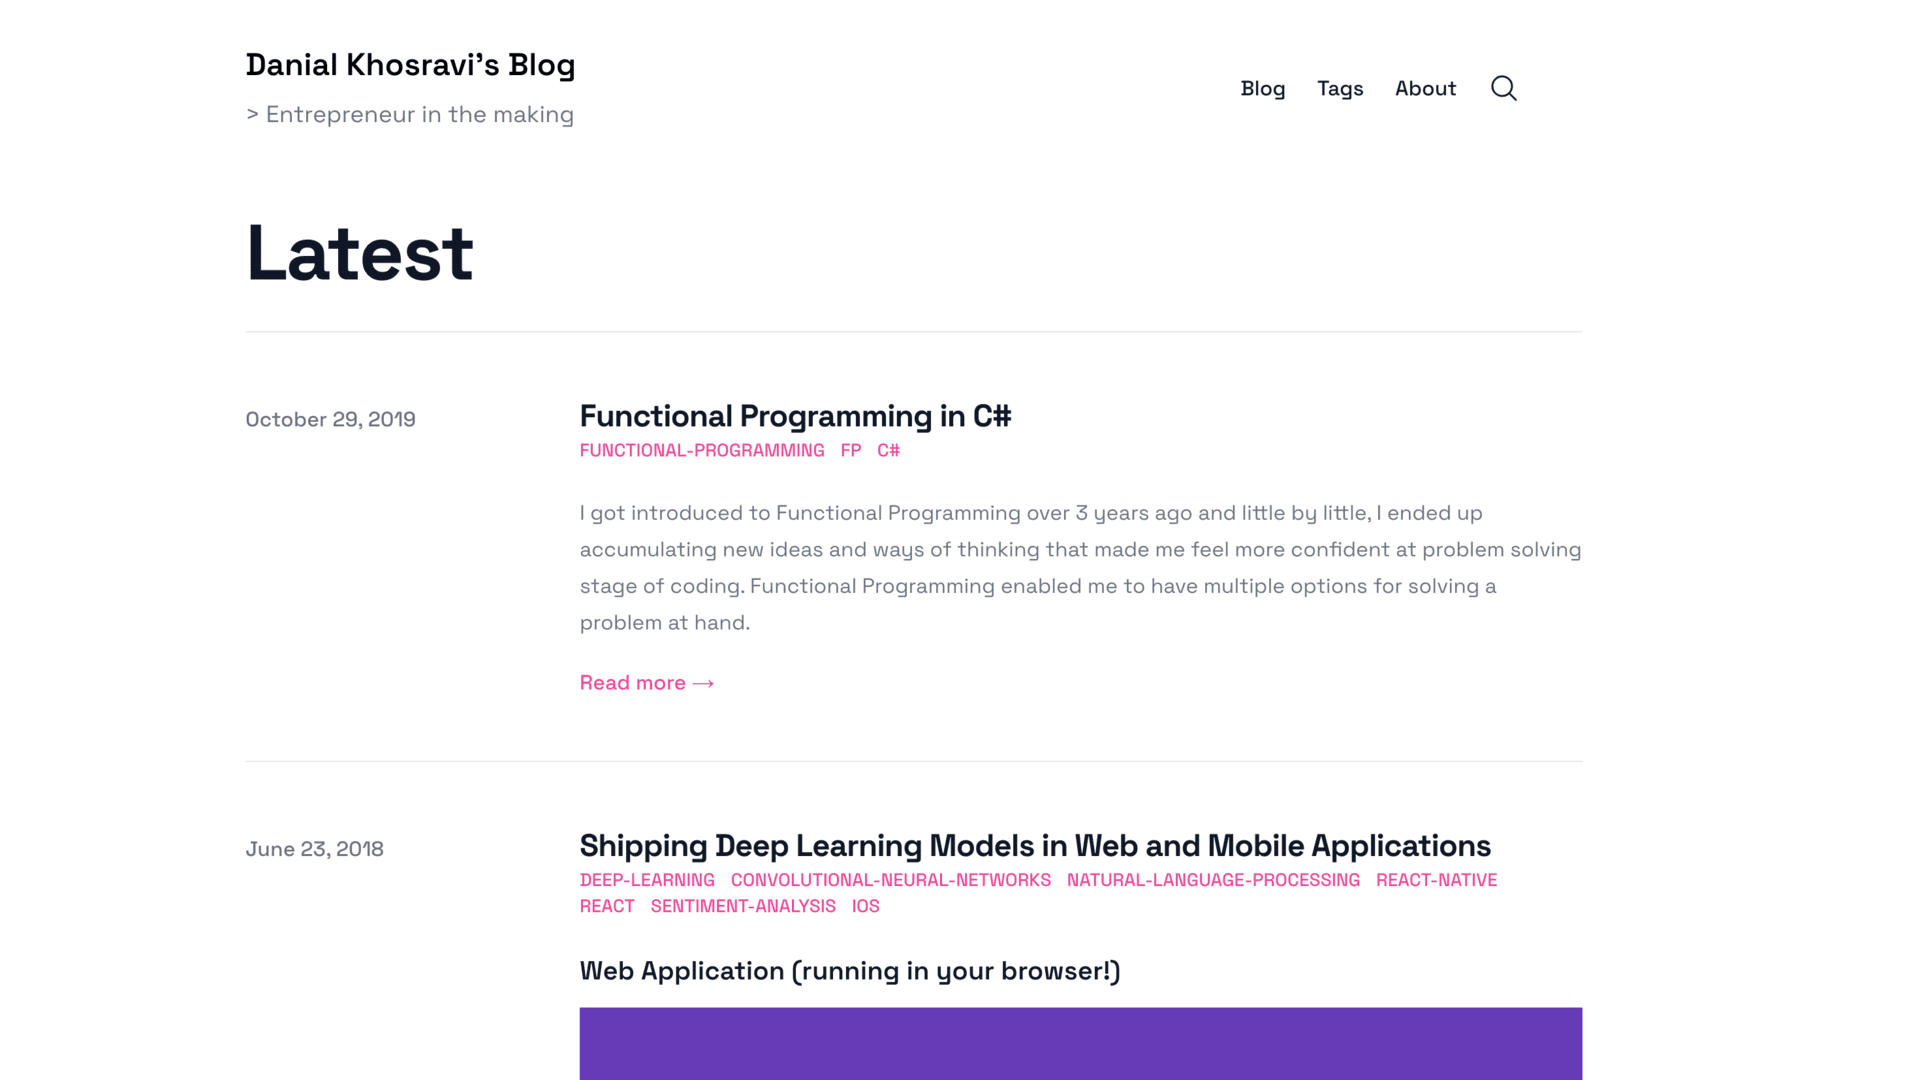 Danial Khosravi's Blog
> Entrepreneur in the making
Blog Tags About
Latest
October 29, 2019
Functional Programming in C#
FUNCTIONAL-PROGRAMMING FP C#
I got introduced to Functional Programming over 3 years ago and little by little, I ended up
accumulating new ideas and ways of thinking that made me feel more confident at problem solving
stage of coding. Functional Programming enabled me to have multiple options for solving a
problem at hand.
Read more →
June 23, 2018
Shipping Deep Learning Models in Web and Mobile Applications
DEEP-LEARNING CONVOLUTIONAL-NEURAL-NETWORKS NATURAL-LANGUAGE-PROCESSING REACT-NATIVE
REACT SENTIMENT-ANALYSIS IOS
Web Application (running in your browser!)